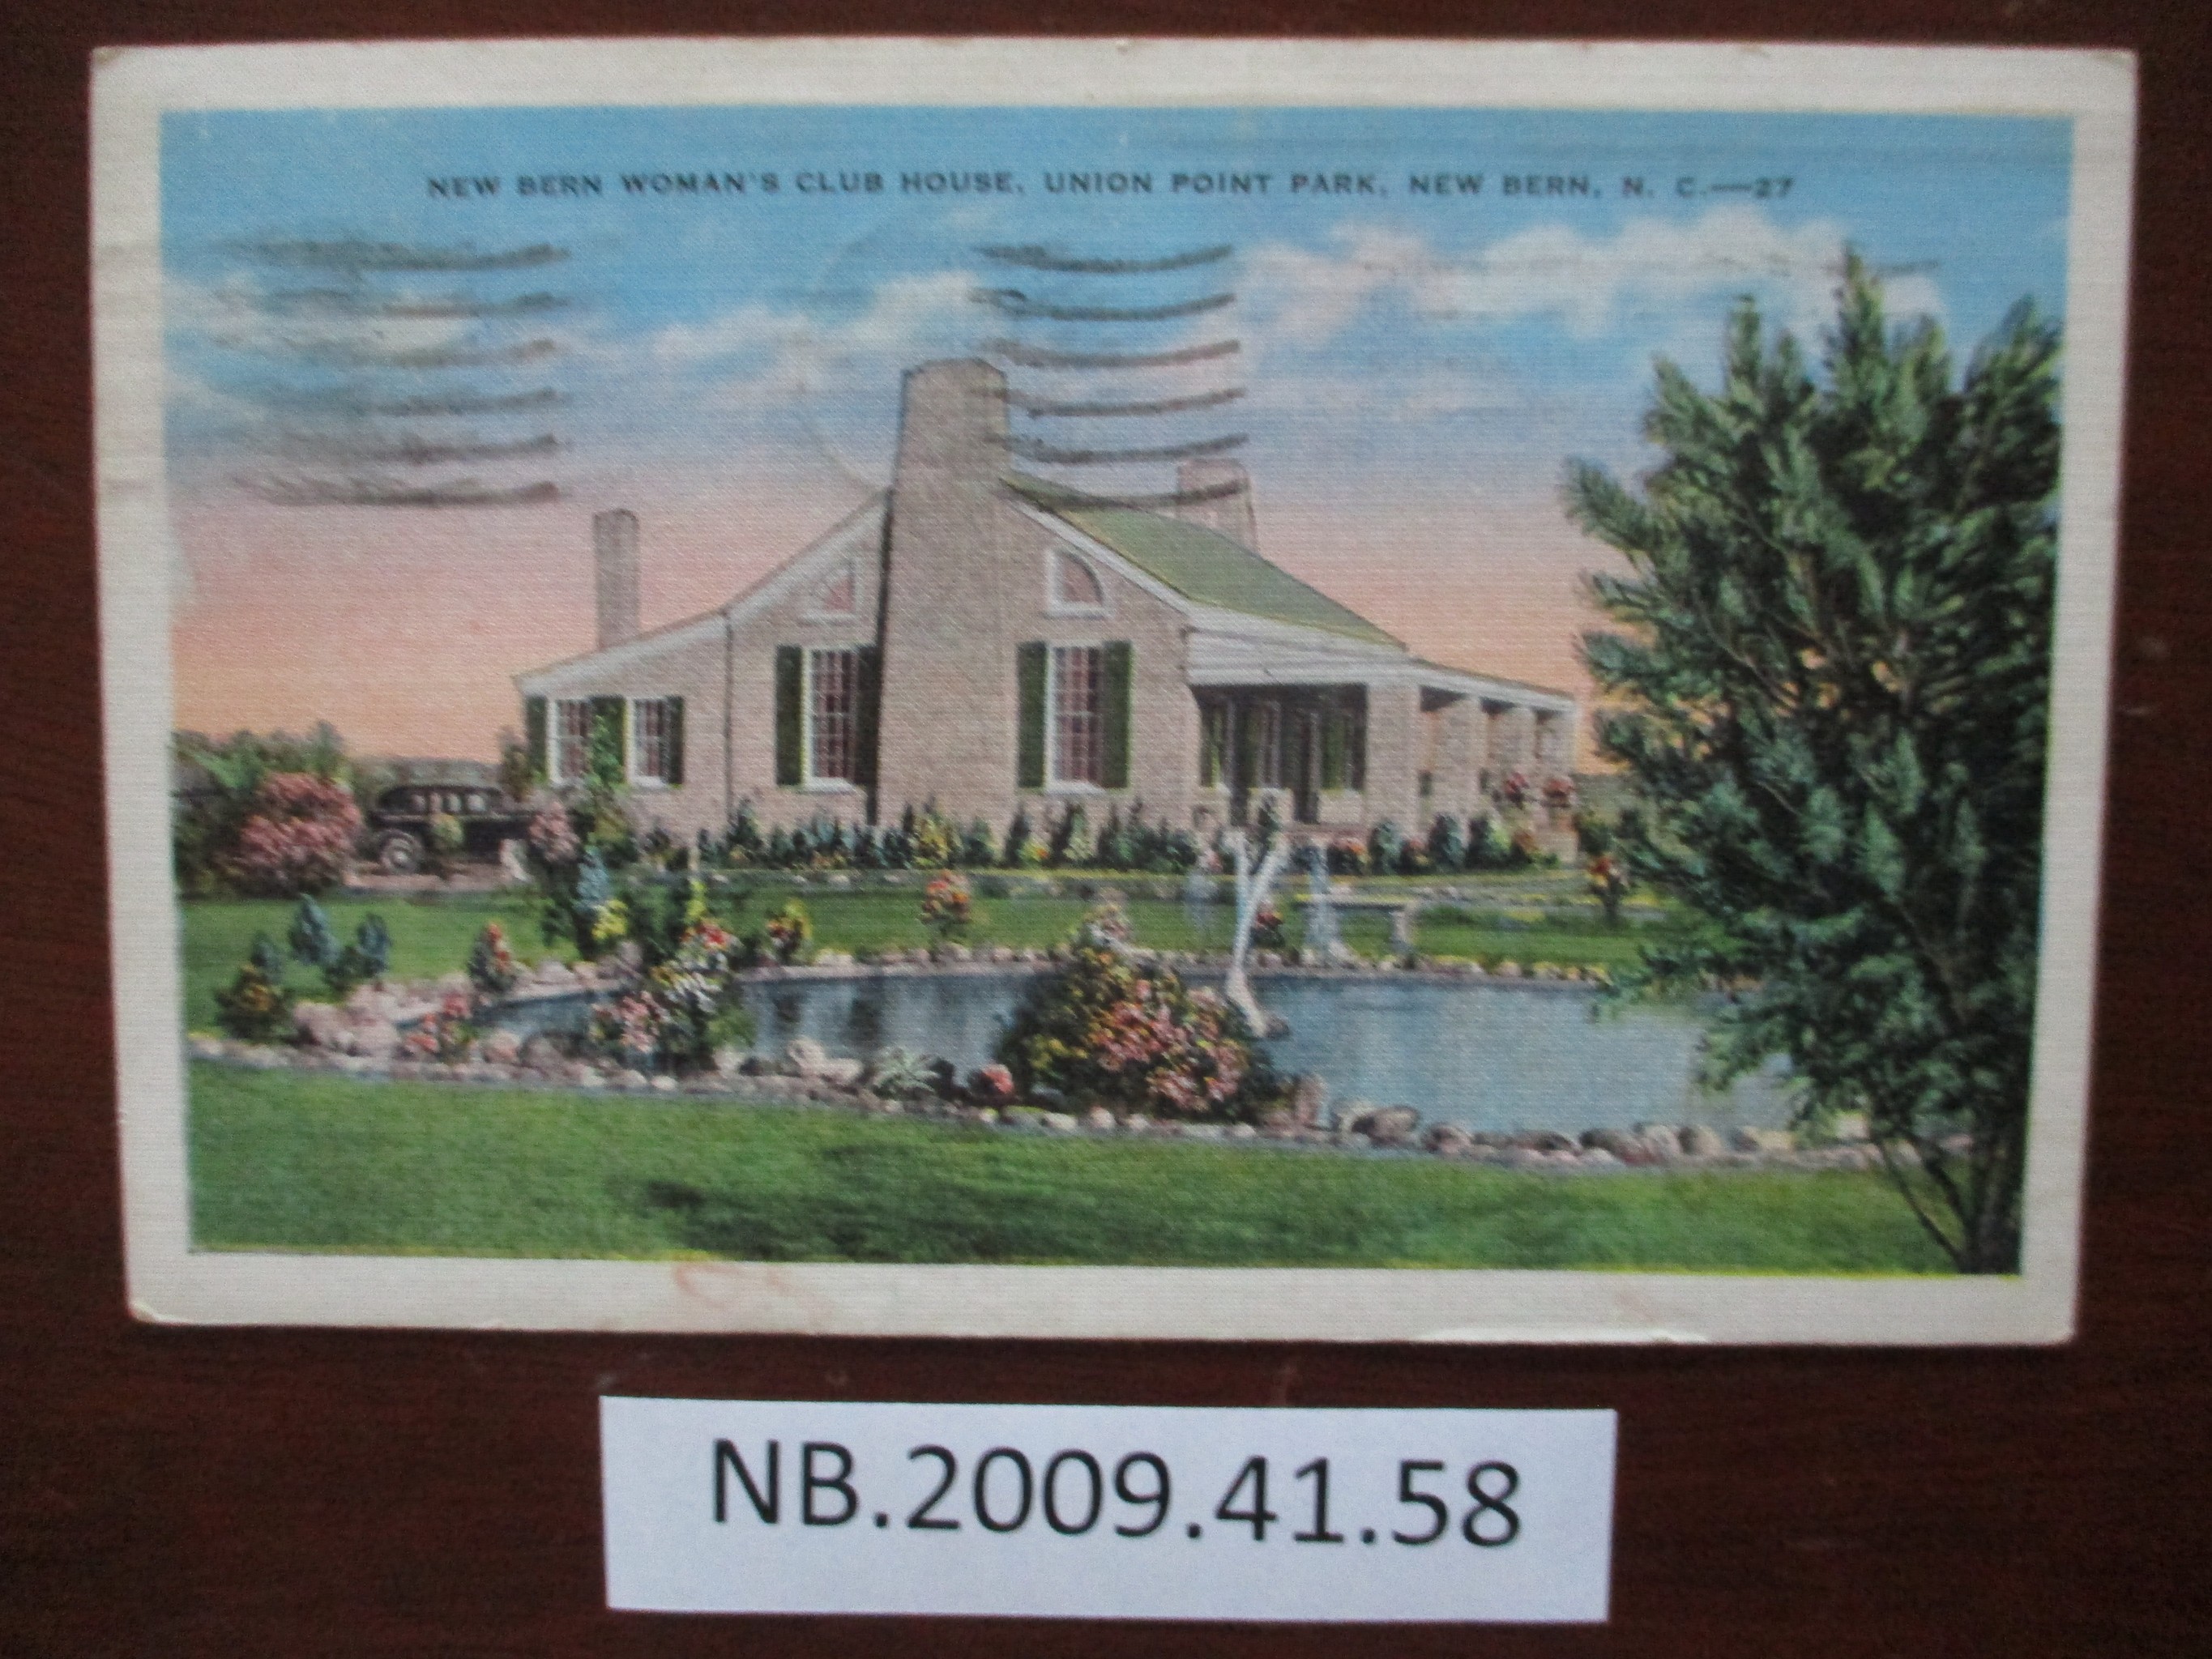 NEW BERN WOMAN'S CLUB HOUSE, UNION POINT PARK, NEW BERN, N. C.—27
NB.2009.41.58